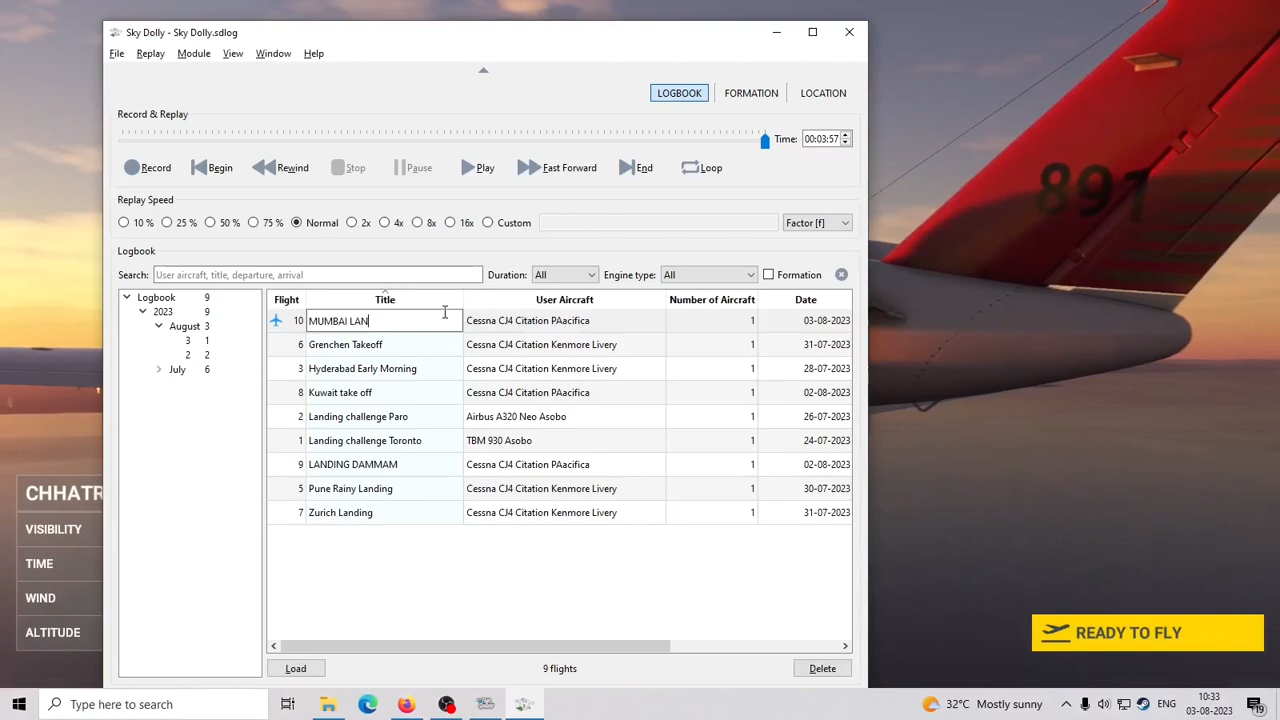 Sky Dolly - Sky Dolly.sdlog
File Replay Module View Window Help
LOGBOOK FORMATION LOCATION
Record & Replay
Time: 00:03:57
Record Begin Rewind Stop Pause Play Fast Forward End Loop
Replay Speed
10 % 25 % 50 % 75 % Normal 2x 4x 8x 16x Custom Factor [f]
Logbook
Search: User aircraft, title, departure, arrival Duration: All Engine type: All Formation
Logbook 9
2023 9
August 3
3 1
2 2
July 6
Flight Title User Aircraft Number of Aircraft Date
10 MUMBAI LAN Cessna CJ4 Citation PAacifica 1 03-08-2023
6 Grenchen Takeoff Cessna CJ4 Citation Kenmore Livery 1 31-07-2023
3 Hyderabad Early Morning Cessna CJ4 Citation Kenmore Livery 1 28-07-2023
8 Kuwait take off Cessna CJ4 Citation PAacifica 1 02-08-2023
2 Landing challenge Paro Airbus A320 Neo Asobo 1 26-07-2023
1 Landing challenge Toronto TBM 930 Asobo 1 24-07-2023
9 LANDING DAMMAM Cessna CJ4 Citation PAacifica 1 02-08-2023
5 Pune Rainy Landing Cessna CJ4 Citation Kenmore Livery 1 30-07-2023
7 Zurich Landing Cessna CJ4 Citation Kenmore Livery 1 31-07-2023
Load 9 flights Delete
891
CHHATR
VISIBILITY
TIME
WIND
ALTITUDE
READY TO FLY
Type here to search
32°C Mostly sunny
ENG
10:33
03-08-2023
19